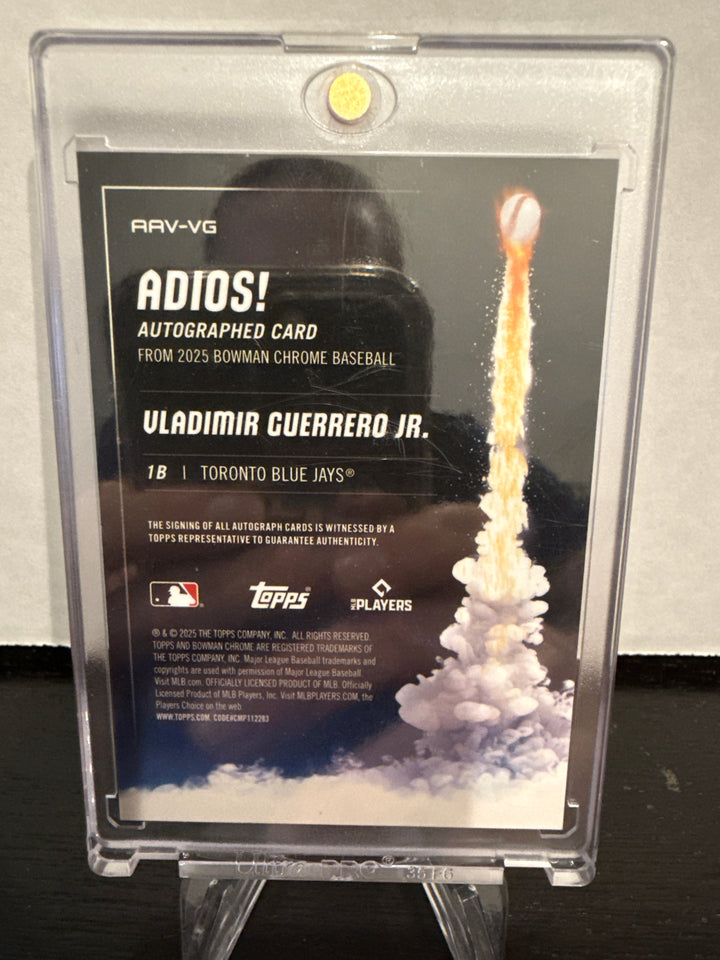 AAV-VG
ADIOS!
AUTOGRAPHED CARD
FROM 2025 BOWMAN CHROME BASEBALL
VLADIMIR GUERRERO JR.
1B | TORONTO BLUE JAYS®
THE SIGNING OF ALL AUTOGRAPH CARDS IS WITNESSED BY A
TOPPS REPRESENTATIVE TO GUARANTEE AUTHENTICITY.
Topps®
MLB PLAYERS
® & © 2025 THE TOPPS COMPANY, INC. ALL RIGHTS RESERVED.
TOPPS AND BOWMAN CHROME ARE REGISTERED TRADEMARKS OF
THE TOPPS COMPANY, INC. Major League Baseball trademarks and
copyrights are used with permission of Major League Baseball.
Visit MLB.com. OFFICIALLY LICENSED PRODUCT OF MLB. Officially
Licensed Product of MLB Players, Inc. Visit MLBPLAYERS.COM, the
Players Choice on the web.
WWW.TOPPS.COM. CODE#CMP112283
Ultra PRO®